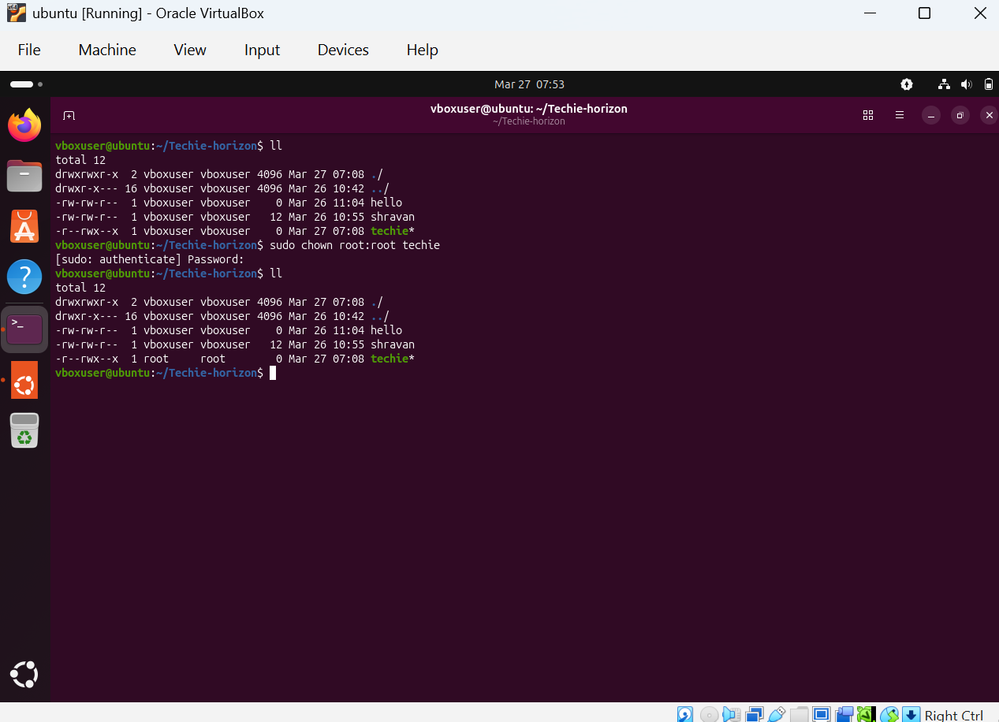 ubuntu [Running] - Oracle VirtualBox
File Machine View Input Devices Help
Mar 27 07:53
vboxuser@ubuntu: ~/Techie-horizon
~/Techie-horizon
vboxuser@ubuntu:~/Techie-horizon$ ll
total 12
drwxrwxr-x  2 vboxuser vboxuser 4096 Mar 27 07:08 ./
drwxr-x--- 16 vboxuser vboxuser 4096 Mar 26 10:42 ../
-rw-rw-r--  1 vboxuser vboxuser    0 Mar 26 11:04 hello
-rw-rw-r--  1 vboxuser vboxuser   12 Mar 26 10:55 shravan
-r--rwx--x  1 vboxuser vboxuser    0 Mar 27 07:08 techie*
vboxuser@ubuntu:~/Techie-horizon$ sudo chown root:root techie
[sudo: authenticate] Password:
vboxuser@ubuntu:~/Techie-horizon$ ll
total 12
drwxrwxr-x  2 vboxuser vboxuser 4096 Mar 27 07:08 ./
drwxr-x--- 16 vboxuser vboxuser 4096 Mar 26 10:42 ../
-rw-rw-r--  1 vboxuser vboxuser    0 Mar 26 11:04 hello
-rw-rw-r--  1 vboxuser vboxuser   12 Mar 26 10:55 shravan
-r--rwx--x  1 root     root        0 Mar 27 07:08 techie*
vboxuser@ubuntu:~/Techie-horizon$
Right Ctrl